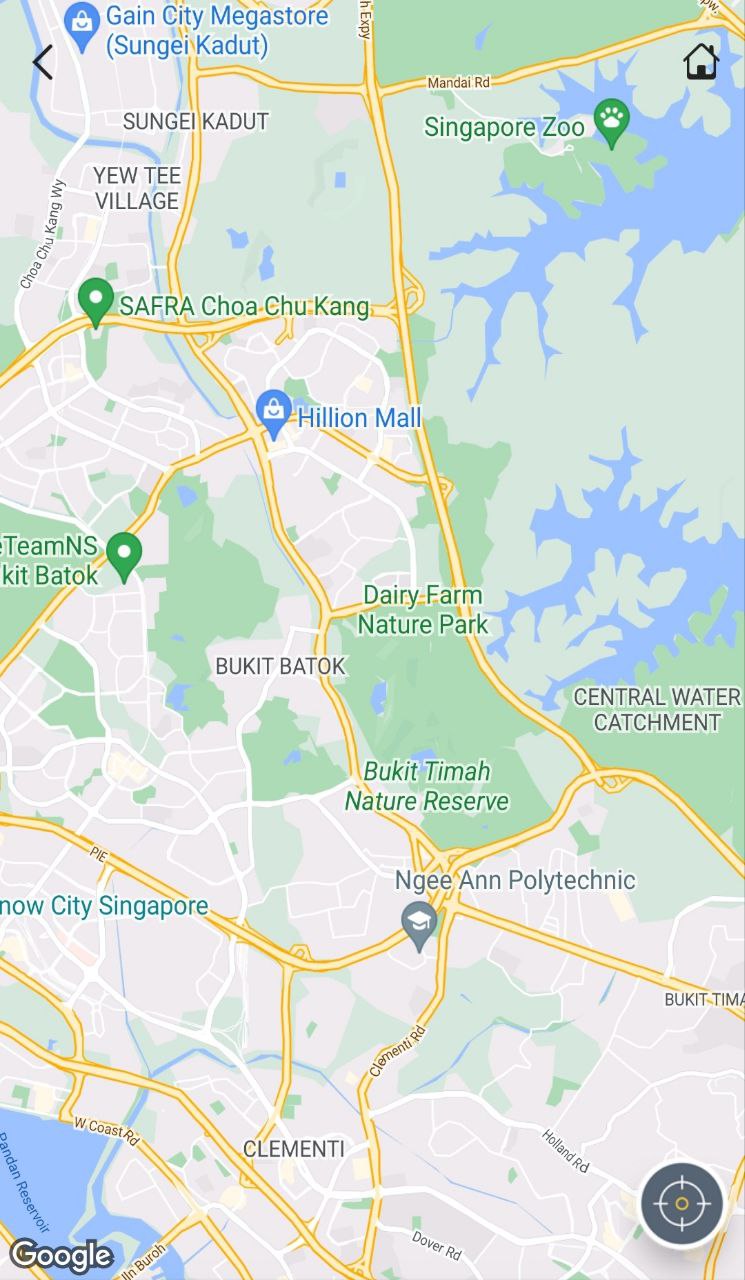 Gain City Megastore
(Sungei Kadut)
h Expy
Mandai Rd
SUNGEI KADUT
Singapore Zoo
YEW TEE
VILLAGE
Choa Chu Kang Wy
SAFRA Choa Chu Kang
Hillion Mall
eTeamNS
kit Batok
Dairy Farm
Nature Park
BUKIT BATOK
CENTRAL WATER
CATCHMENT
Bukit Timah
Nature Reserve
PIE
Ngee Ann Polytechnic
now City Singapore
BUKIT TIMA
Clementi Rd
W Coast Rd
CLEMENTI
Holland Rd
Pandan Reservoir
Dover Rd
Google
Jln Buroh